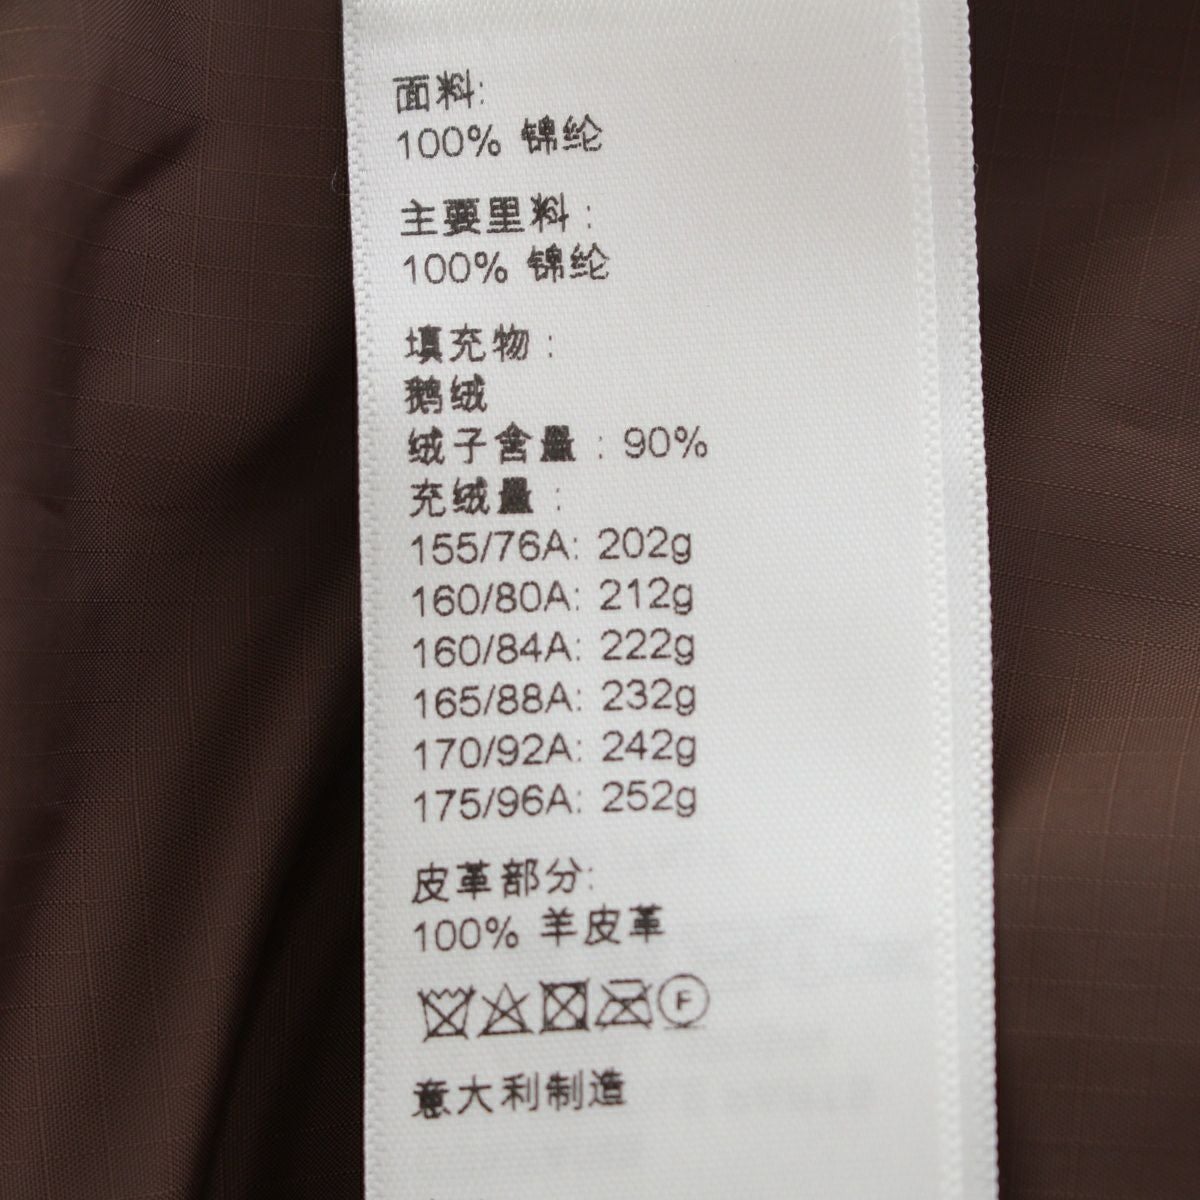 面料:
100% 锦纶
主要里料:
100% 锦纶
填充物:
鹅绒
绒子含量: 90%
充绒量:
155/76A: 202g
160/80A: 212g
160/84A: 222g
165/88A: 232g
170/92A: 242g
175/96A: 252g
皮革部分:
100% 羊皮革
F
意大利制造